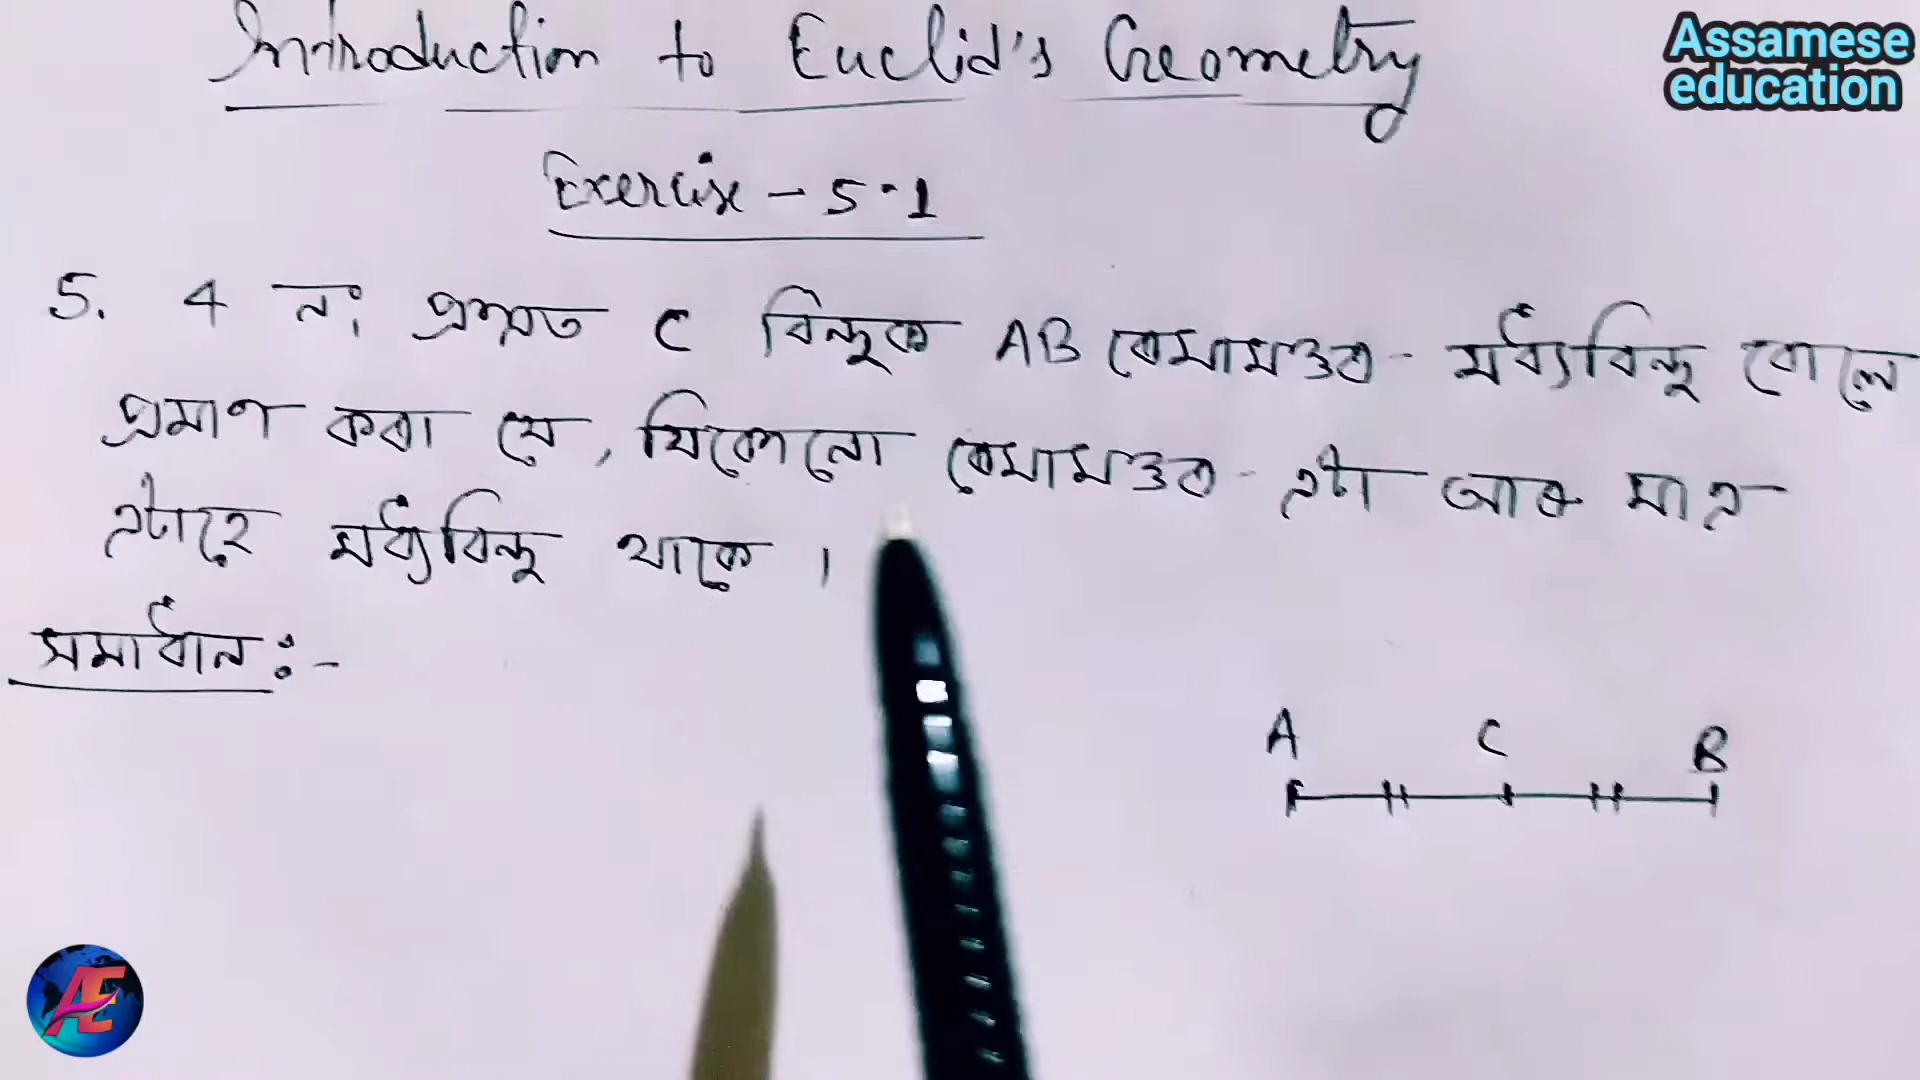 Introduction to Euclid's Geometry
Assamese
education
Exercise - 5.1
5. 4 নং প্ৰশ্নত C বিন্দুক AB ৰেখাখণ্ডৰ মধ্যবিন্দু বোলে
প্ৰমাণ কৰা যে, যিকোনো ৰেখাখণ্ডৰ এটা আৰু মাত্ৰ
এটাহে মধ্যবিন্দু থাকে ।
সমাধান :-
A C B
AE